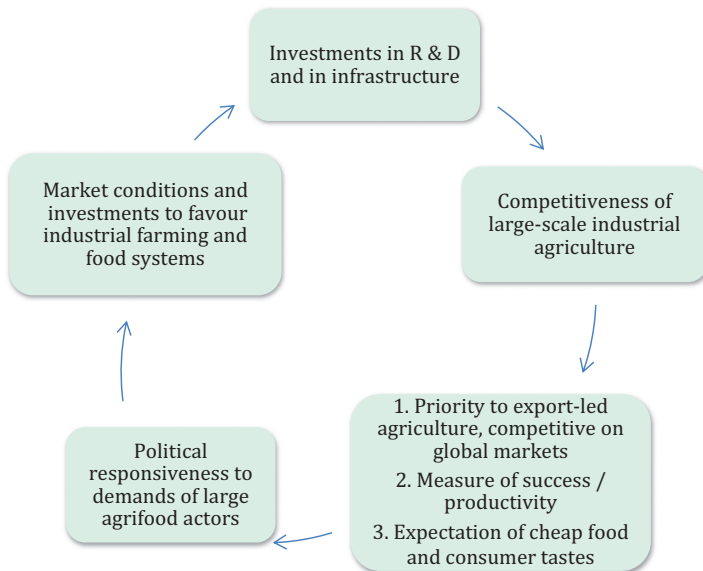 Investments in R & D
and in infrastructure
Competitiveness of
large-scale industrial
agriculture
1. Priority to export-led
agriculture, competitive on
global markets
2. Measure of success /
productivity
3. Expectation of cheap food
and consumer tastes
Political
responsiveness to
demands of large
agrifood actors
Market conditions and
investments to favour
industrial farming and
food systems